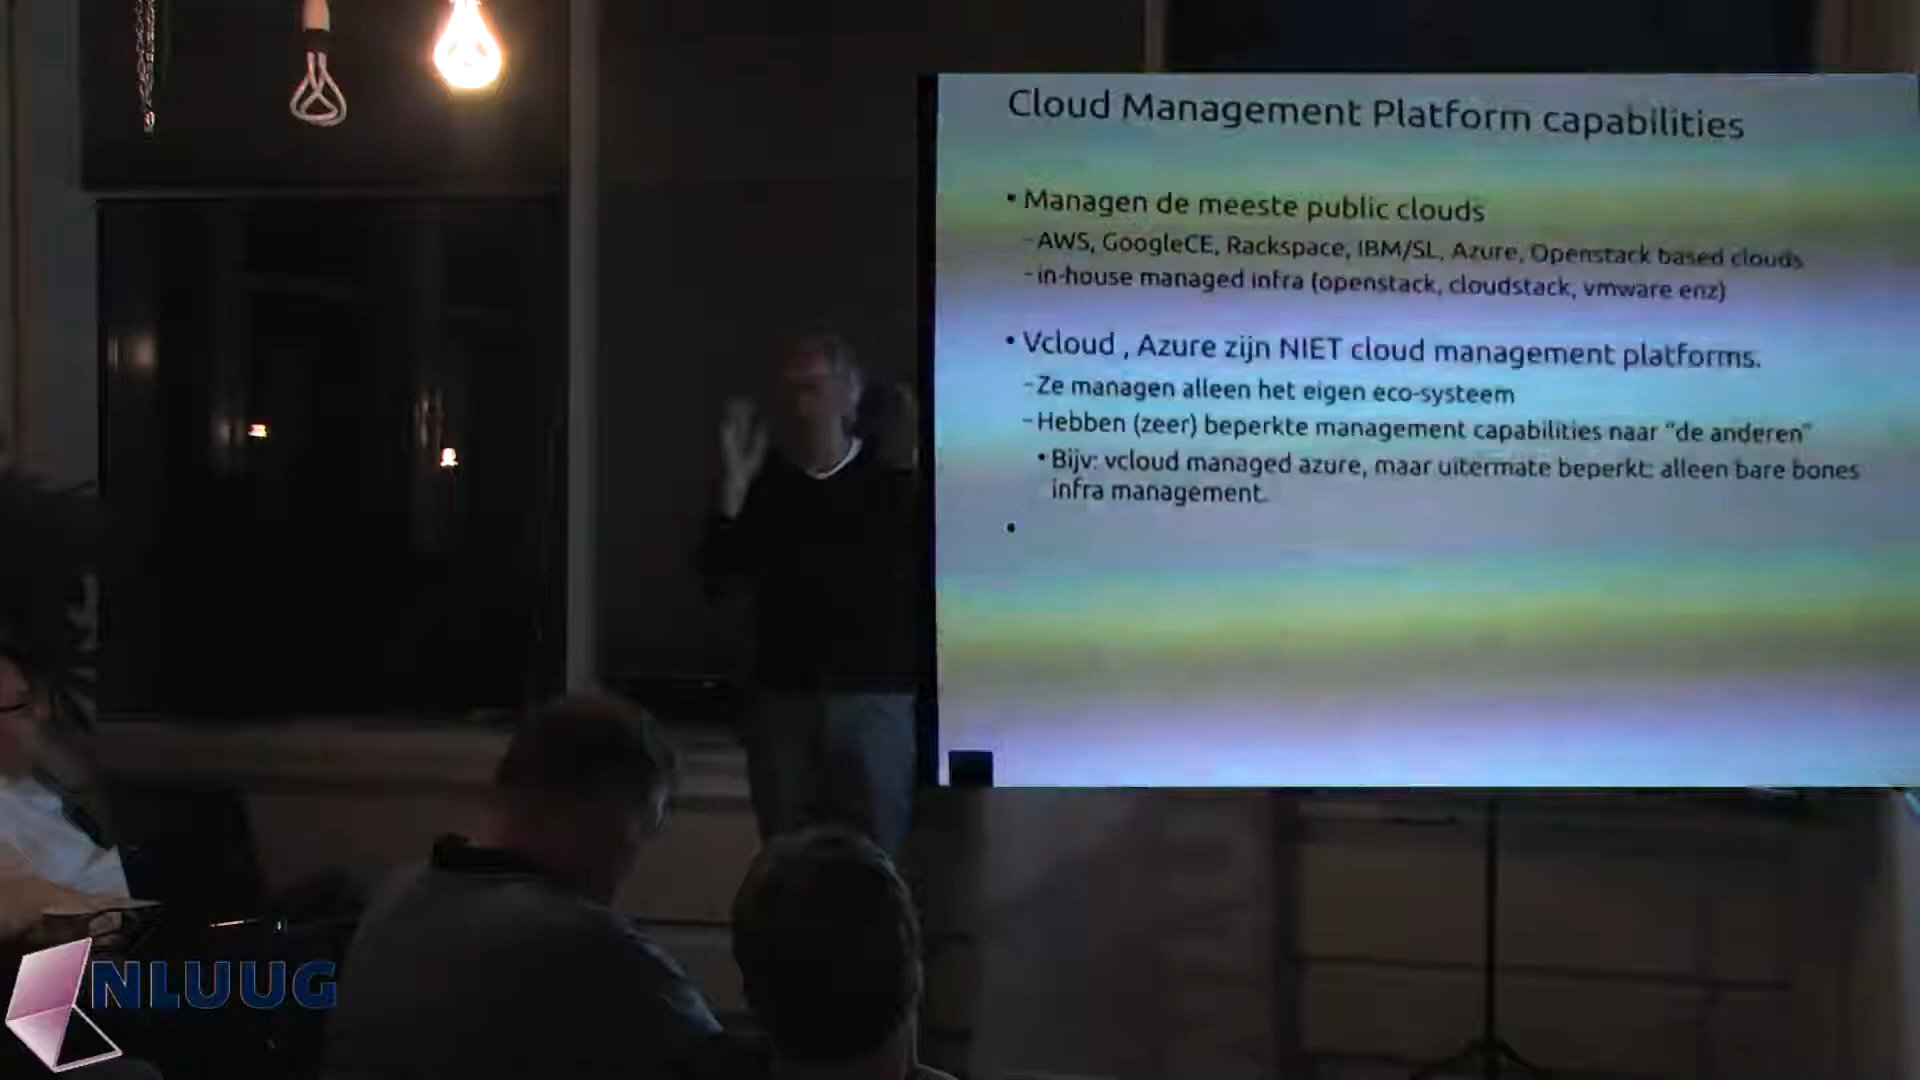 Cloud Management Platform capabilities
• Managen de meeste public clouds
– AWS, GoogleCE, Rackspace, IBM/SL, Azure, Openstack based clouds
– in-house managed infra (openstack, cloudstack, vmware enz)
• Vcloud , Azure zijn NIET cloud management platforms.
– Ze managen alleen het eigen eco-systeem
– Hebben (zeer) beperkte management capabilities naar "de anderen"
• Bijv: vcloud managed azure, maar uitermate beperkt: alleen bare bones
infra management.
•
NLUUG